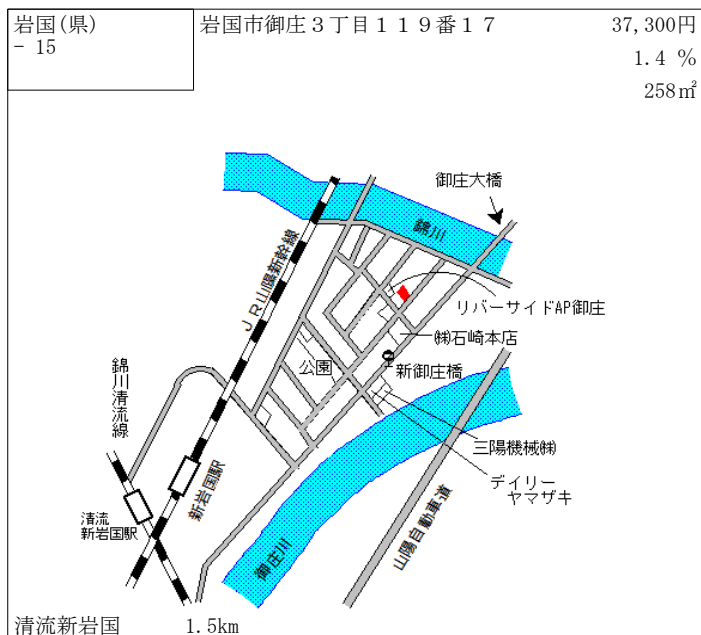 岩国(県)
－15
岩国市御庄３丁目１１９番１７
37,300円
1.4 %
258㎡
御庄大橋
錦川
ＪＲ山陽新幹線
リバーサイドAP御庄
㈱石崎本店
公園
新御庄橋
錦川清流線
三陽機械㈱
デイリー
ヤマザキ
新岩国駅
清流
新岩国駅
山陽自動車道
御庄川
清流新岩国
1.5km